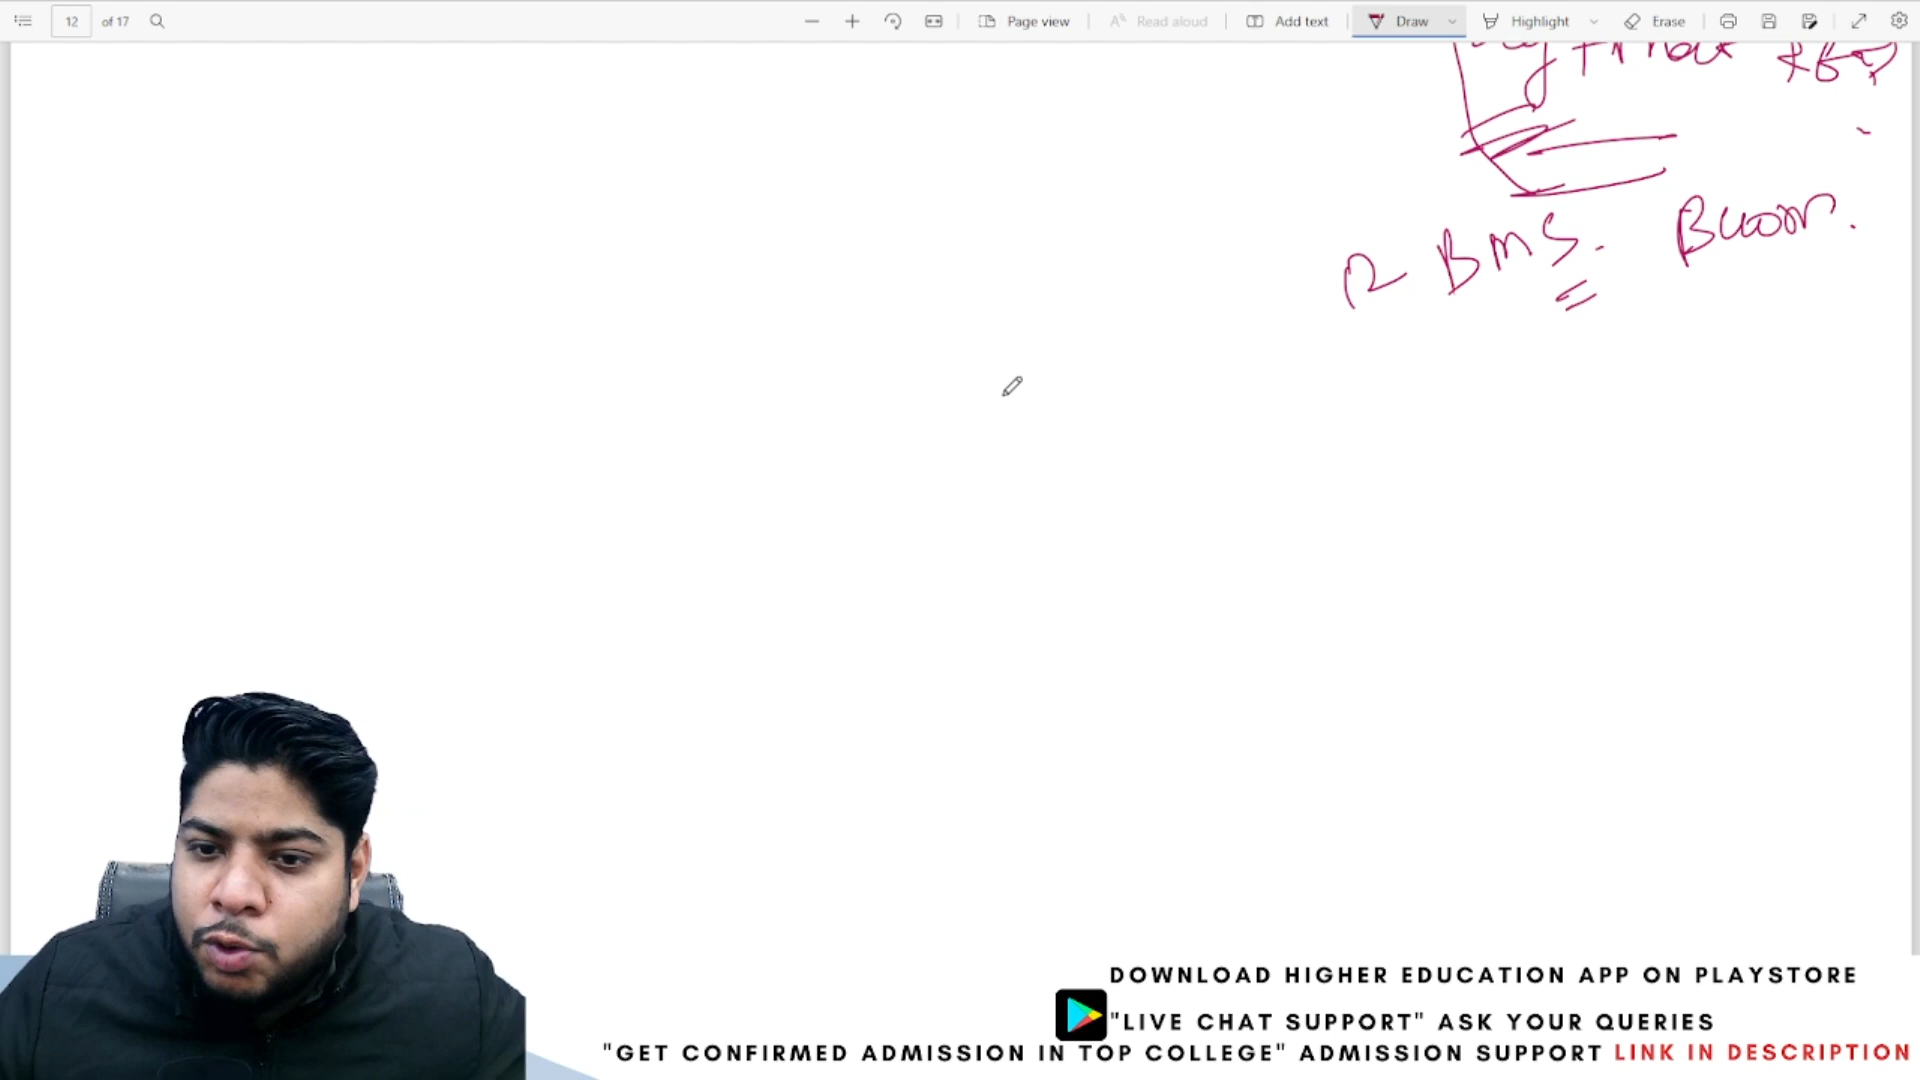 12 of 17 Page view Read aloud Add text Draw Highlight Erase
BMS. Bcom.
DOWNLOAD HIGHER EDUCATION APP ON PLAYSTORE
"LIVE CHAT SUPPORT" ASK YOUR QUERIES
"GET CONFIRMED ADMISSION IN TOP COLLEGE" ADMISSION SUPPORT LINK IN DESCRIPTION